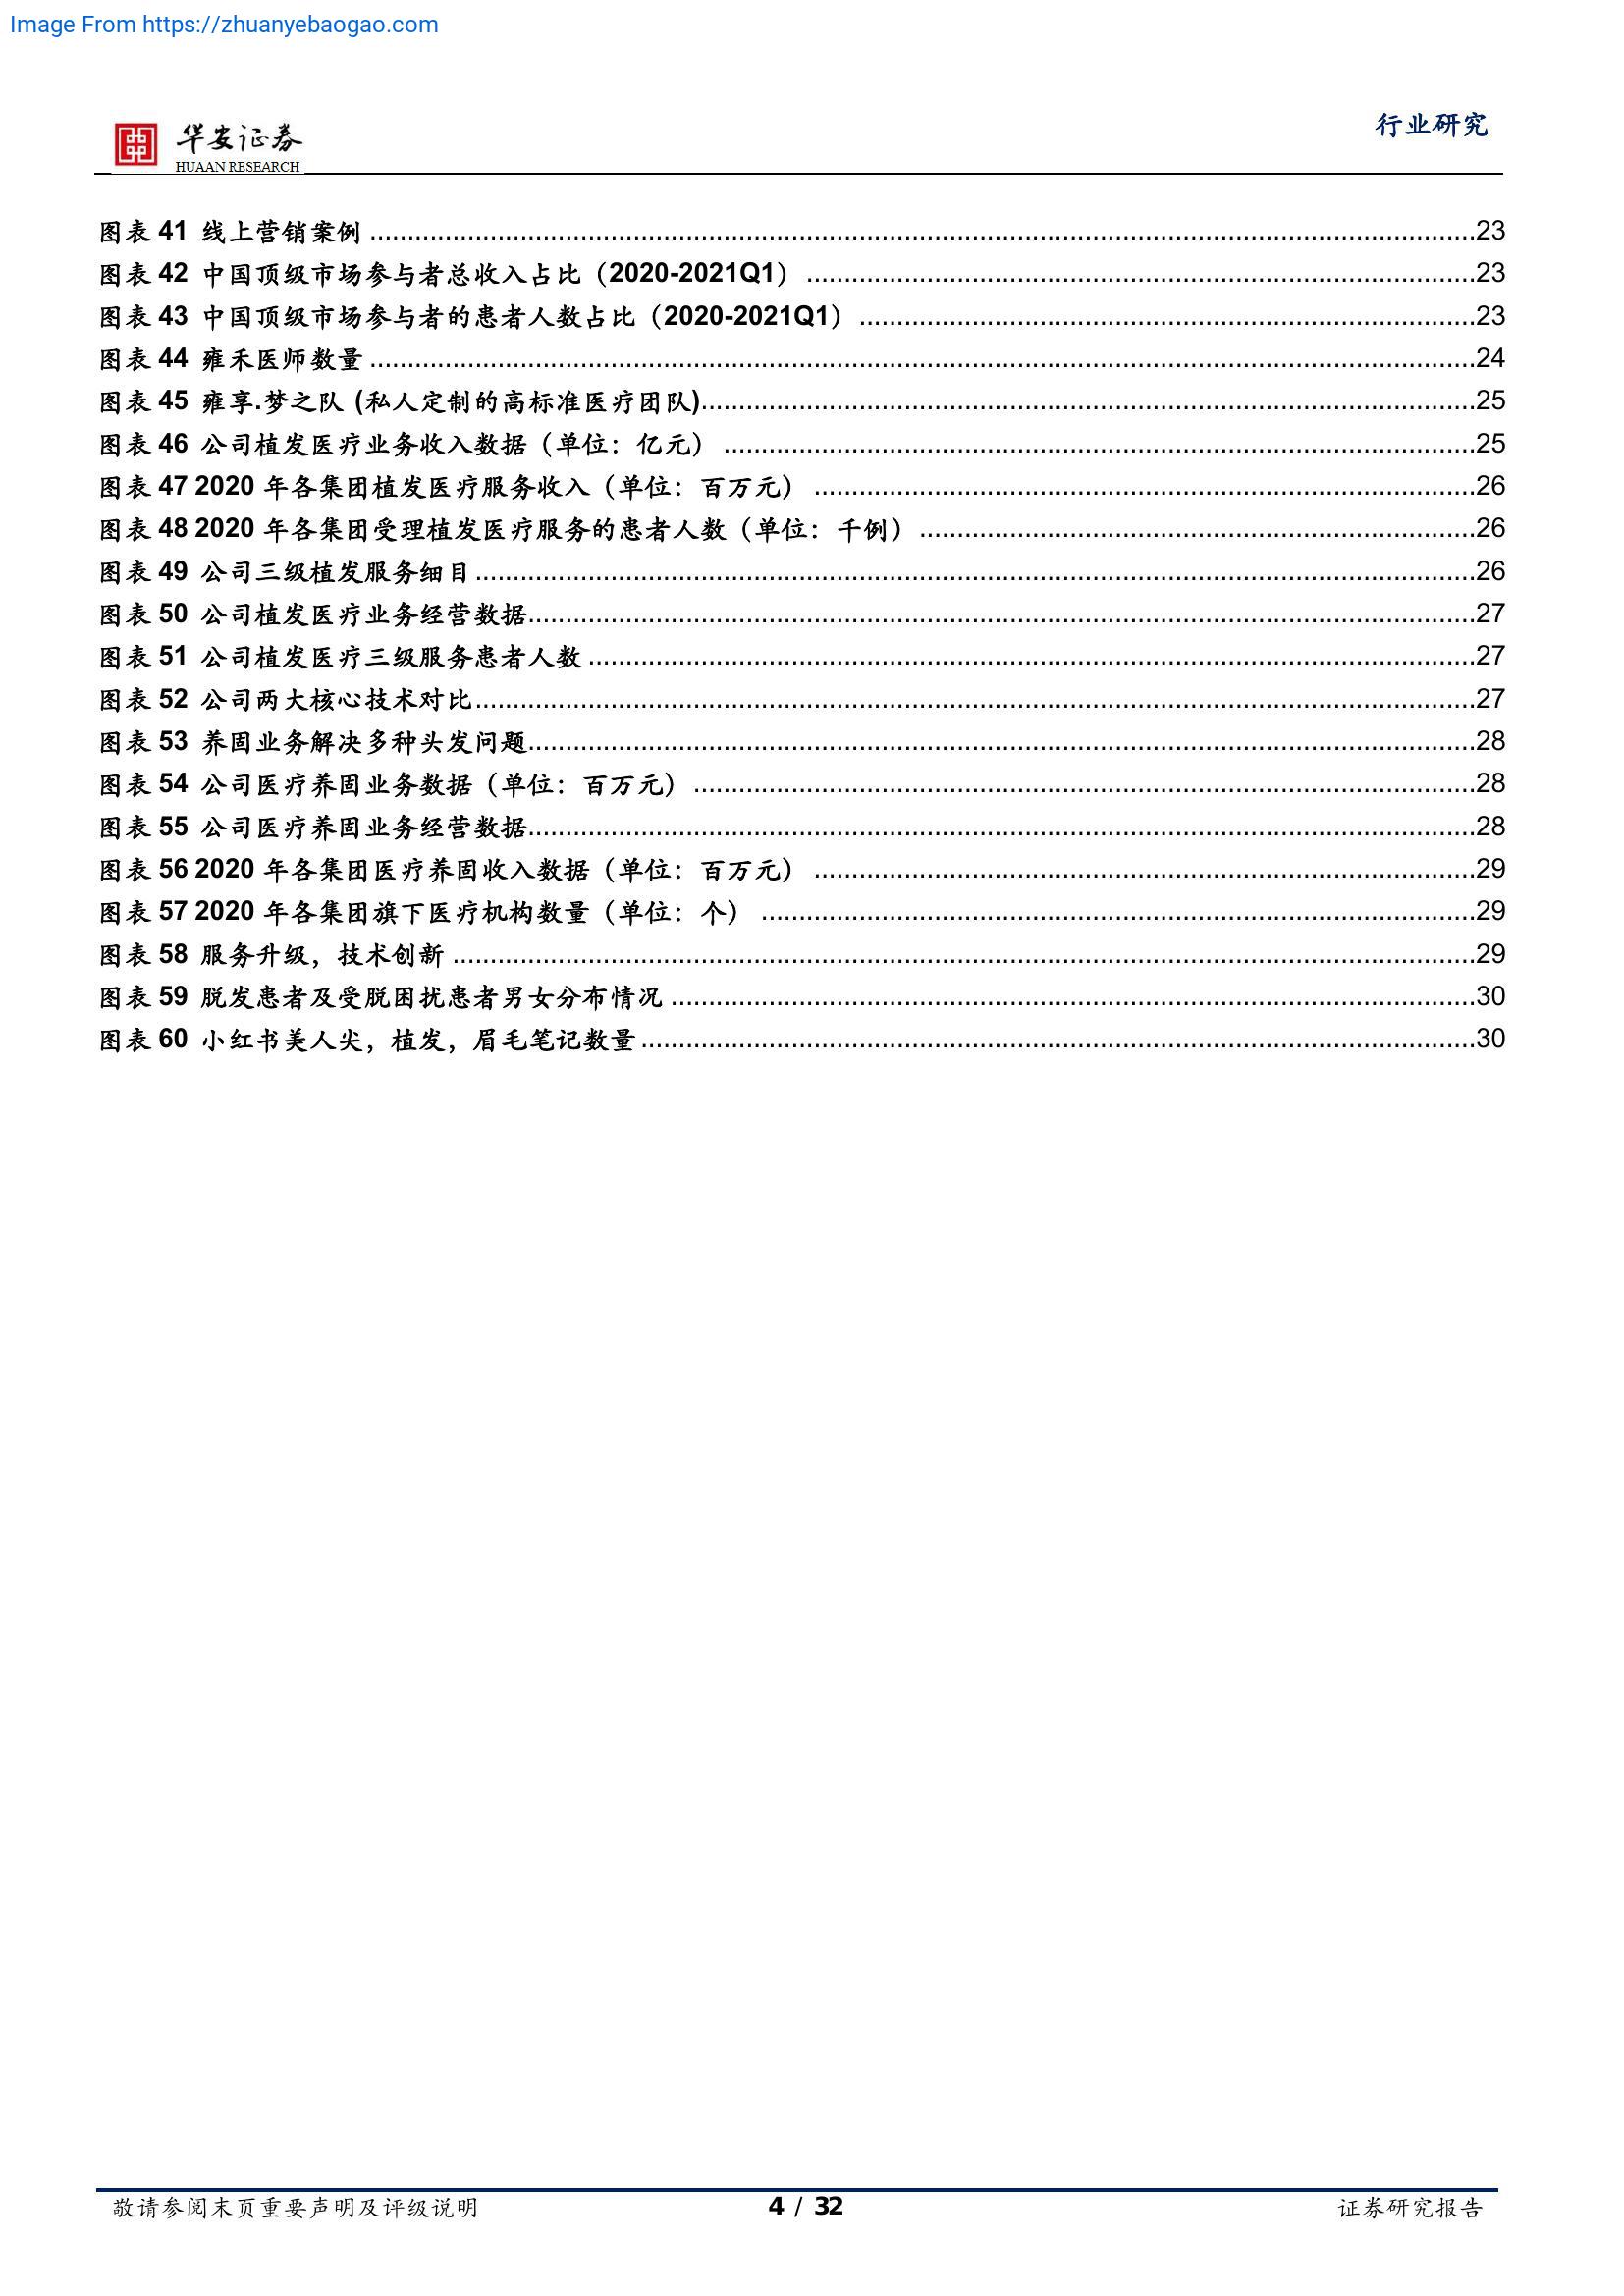 Image From https://zhuanyebaogao.com
华安证券
HUAAN RESEARCH
行业研究
图表 41 线上营销案例 ........................................23
图表 42 中国顶级市场参与者总收入占比（2020-2021Q1） ........................................23
图表 43 中国顶级市场参与者的患者人数占比（2020-2021Q1） ........................................23
图表 44 雍禾医师数量 ........................................24
图表 45 雍享.梦之队 (私人定制的高标准医疗团队)........................................25
图表 46 公司植发医疗业务收入数据（单位：亿元） ........................................25
图表 47 2020 年各集团植发医疗服务收入（单位：百万元） ........................................26
图表 48 2020 年各集团受理植发医疗服务的患者人数（单位：千例） ........................................26
图表 49 公司三级植发服务细目........................................26
图表 50 公司植发医疗业务经营数据........................................27
图表 51 公司植发医疗三级服务患者人数 ........................................27
图表 52 公司两大核心技术对比........................................27
图表 53 养固业务解决多种头发问题........................................28
图表 54 公司医疗养固业务数据（单位：百万元） ........................................28
图表 55 公司医疗养固业务经营数据........................................28
图表 56 2020 年各集团医疗养固收入数据（单位：百万元） ........................................29
图表 57 2020 年各集团旗下医疗机构数量（单位：个） ........................................29
图表 58 服务升级，技术创新 ........................................29
图表 59 脱发患者及受脱困扰患者男女分布情况 ........................................30
图表 60 小红书美人尖，植发，眉毛笔记数量 ........................................30
敬请参阅末页重要声明及评级说明
4 / 32
证券研究报告